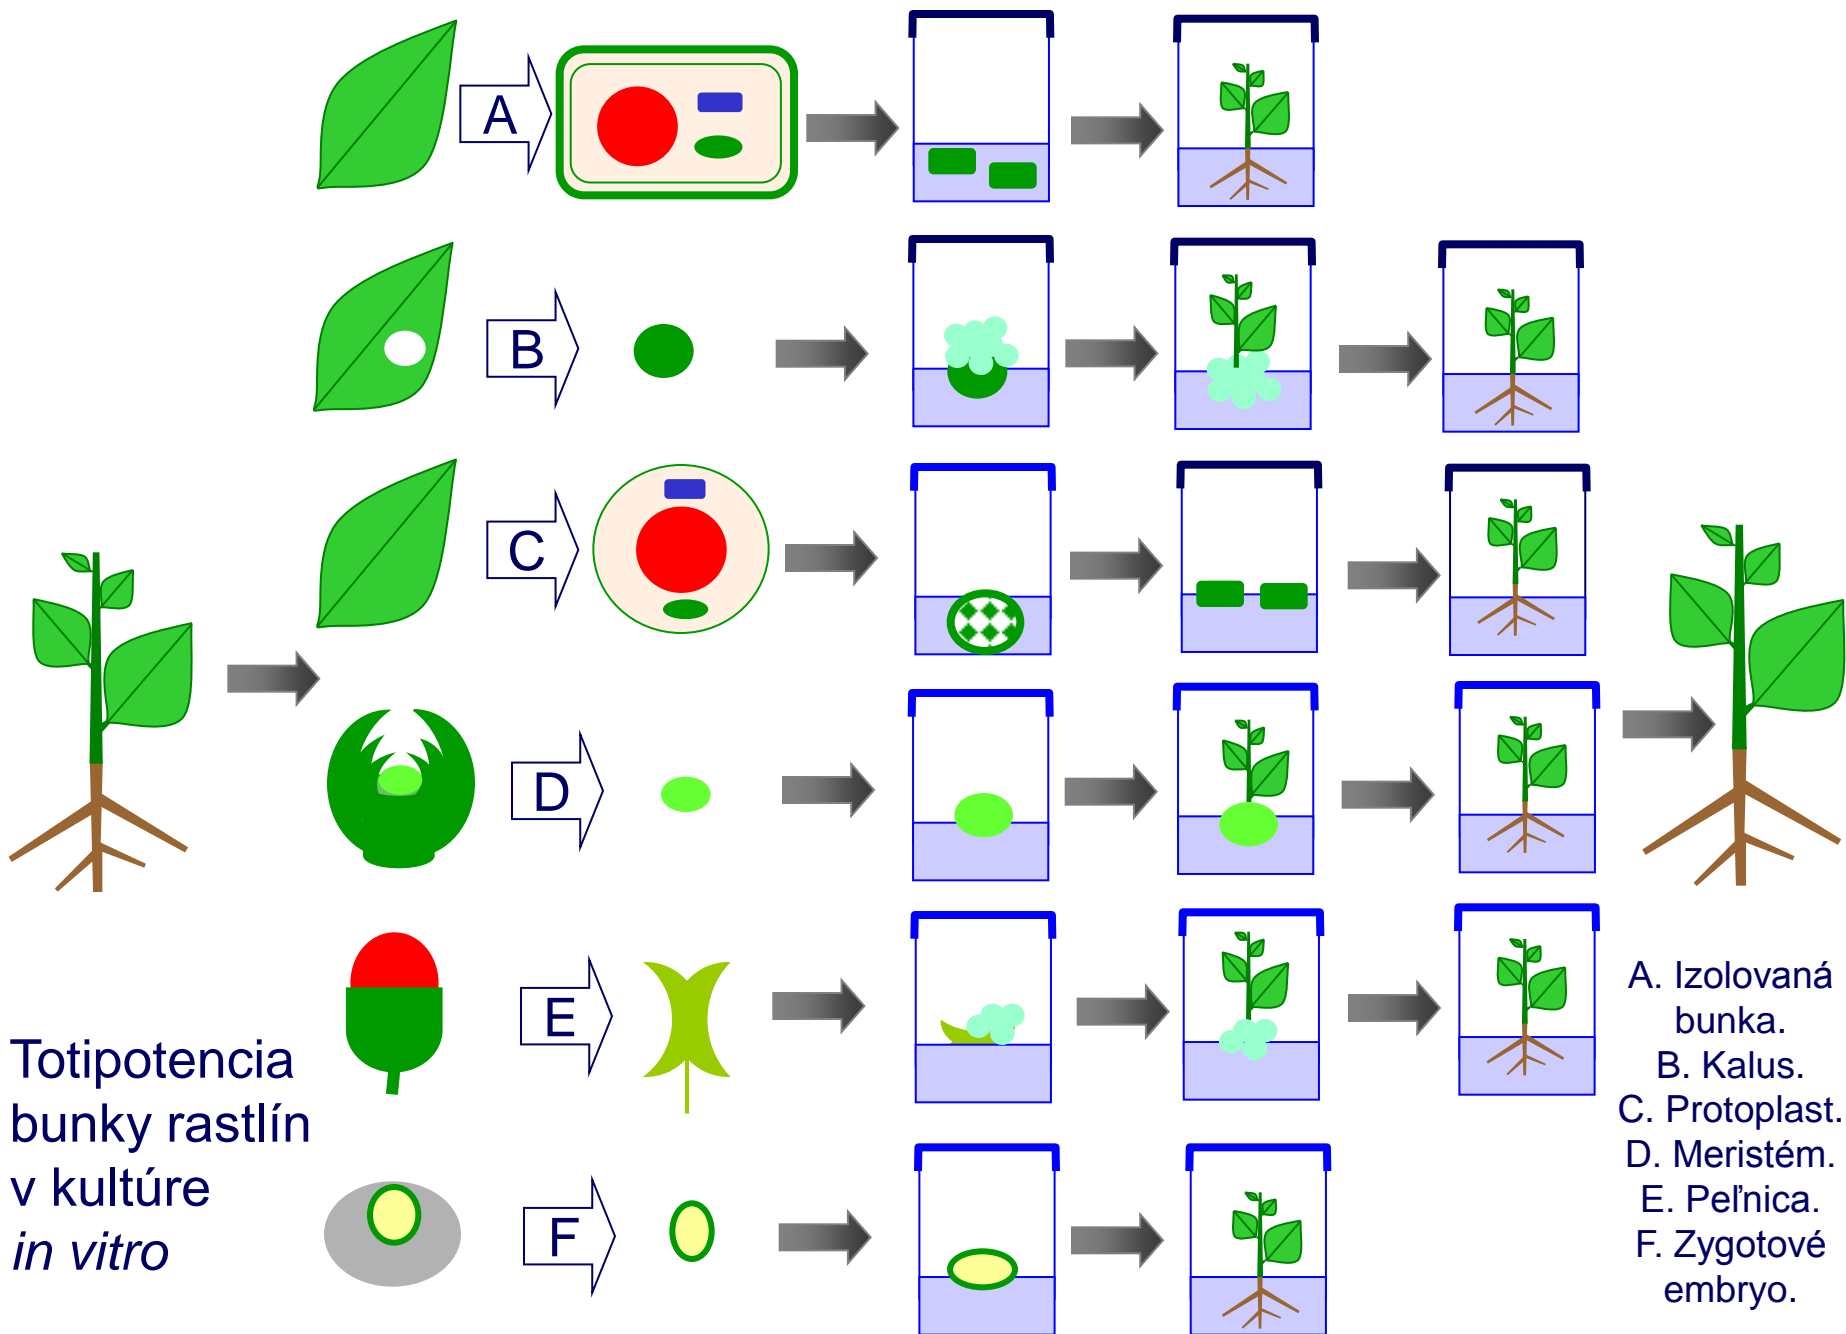 A
B
C
D
E
F
Totipotencia
bunky rastlín
v kultúre
in vitro
A. Izolovaná
bunka.
B. Kalus.
C. Protoplast.
D. Meristém.
E. Peľnica.
F. Zygotové
embryo.